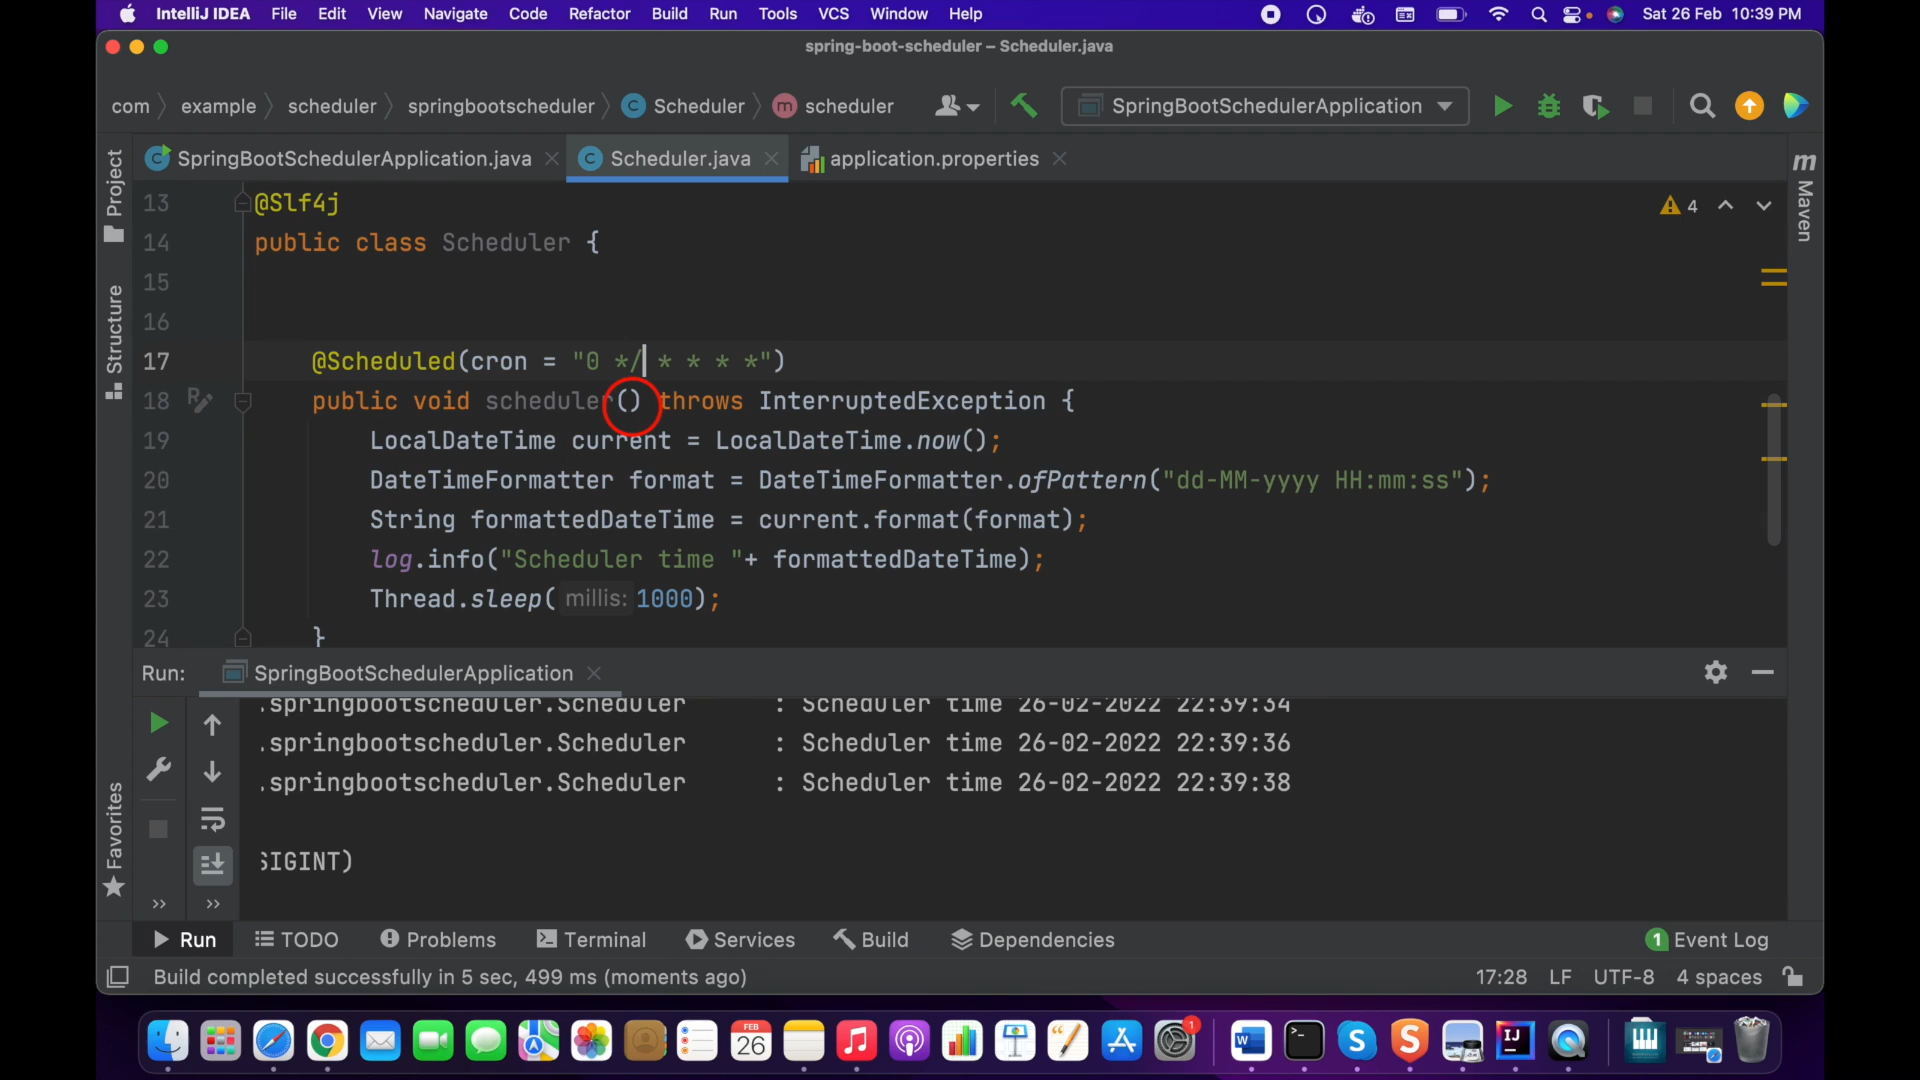 IntelliJ IDEA File Edit View Navigate Code Refactor Build Run Tools VCS Window Help Sat 26 Feb 10:39 PM
spring-boot-scheduler – Scheduler.java
com example scheduler springbootscheduler C Scheduler m scheduler SpringBootSchedulerApplication
SpringBootSchedulerApplication.java Scheduler.java application.properties
Project
Structure
Favorites
m Maven
4
13 @Slf4j
14 public class Scheduler {
15
16
17 @Scheduled(cron = "0 */ * * * *")
18 public void scheduler() throws InterruptedException {
19 LocalDateTime current = LocalDateTime.now();
20 DateTimeFormatter format = DateTimeFormatter.ofPattern("dd-MM-yyyy HH:mm:ss");
21 String formattedDateTime = current.format(format);
22 log.info("Scheduler time "+ formattedDateTime);
23 Thread.sleep( millis: 1000);
24 }
Run: SpringBootSchedulerApplication
.springbootscheduler.Scheduler : Scheduler time 26-02-2022 22:39:34
.springbootscheduler.Scheduler : Scheduler time 26-02-2022 22:39:36
.springbootscheduler.Scheduler : Scheduler time 26-02-2022 22:39:38
SIGINT)
Run TODO Problems Terminal Services Build Dependencies 1 Event Log
Build completed successfully in 5 sec, 499 ms (moments ago) 17:28 LF UTF-8 4 spaces
FEB
26
1
W
S
S
IJ